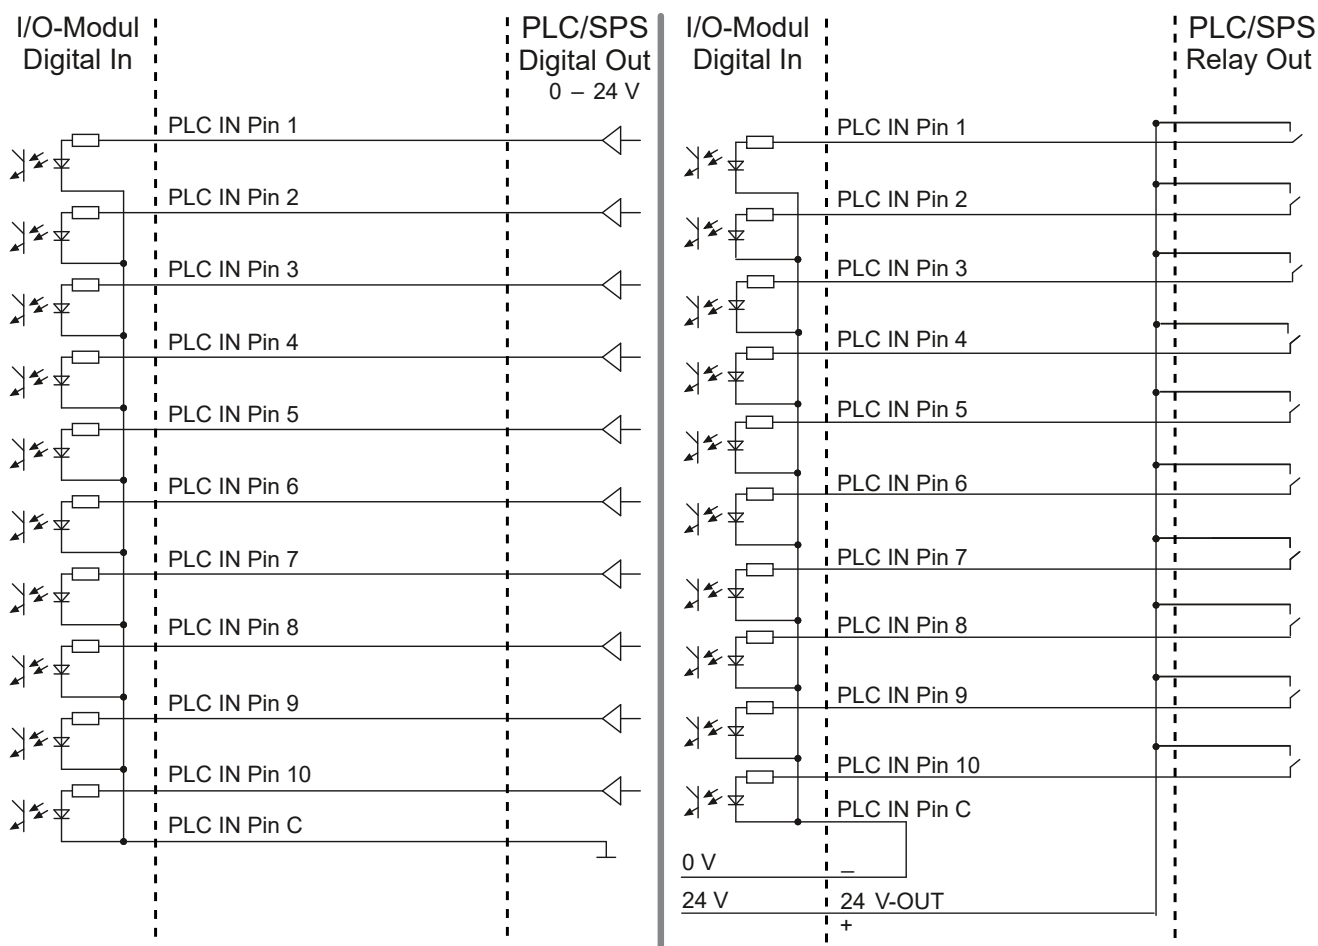 I/O-Modul
Digital In
PLC/SPS
Digital Out
0 – 24 V
PLC IN Pin 1
PLC IN Pin 2
PLC IN Pin 3
PLC IN Pin 4
PLC IN Pin 5
PLC IN Pin 6
PLC IN Pin 7
PLC IN Pin 8
PLC IN Pin 9
PLC IN Pin 10
PLC IN Pin C
I/O-Modul
Digital In
PLC/SPS
Relay Out
PLC IN Pin 1
PLC IN Pin 2
PLC IN Pin 3
PLC IN Pin 4
PLC IN Pin 5
PLC IN Pin 6
PLC IN Pin 7
PLC IN Pin 8
PLC IN Pin 9
PLC IN Pin 10
PLC IN Pin C
0 V
–
24 V
24 V-OUT
+